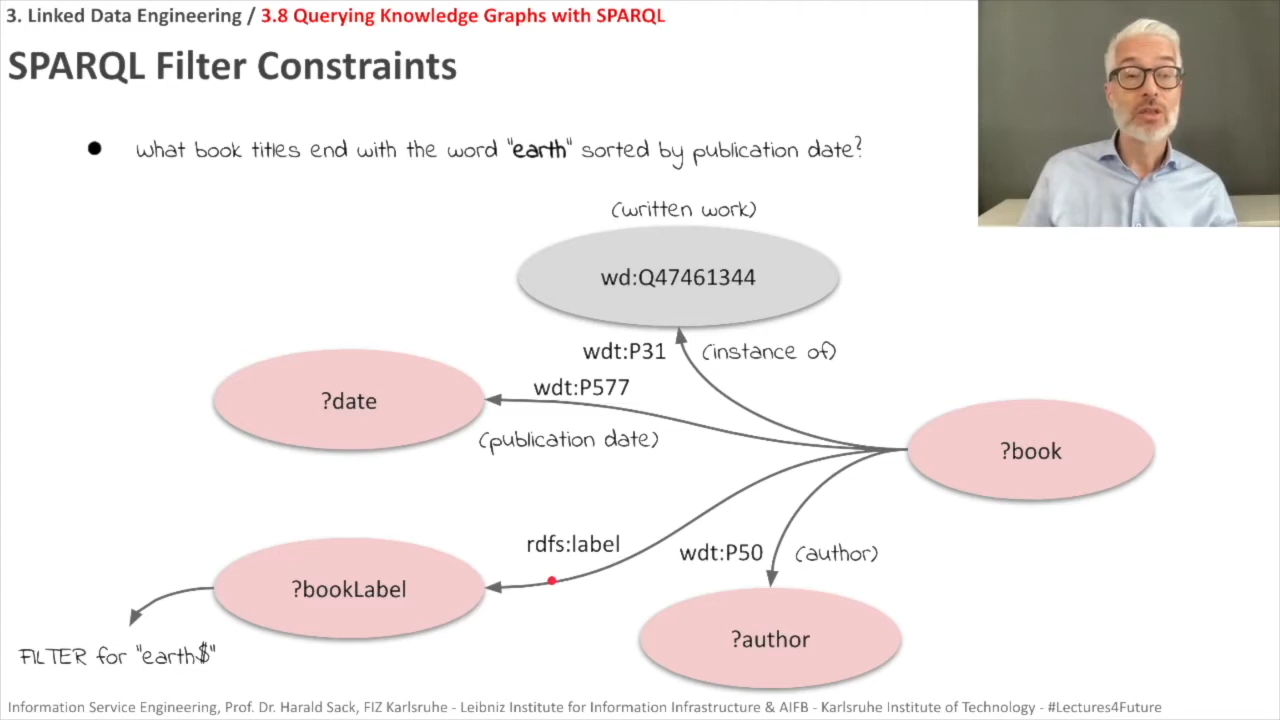 3. Linked Data Engineering / 3.8 Querying Knowledge Graphs with SPARQL
SPARQL Filter Constraints
what book titles end with the word "earth" sorted by publication date?
(written work)
wd:Q47461344
wdt:P31 (instance of)
wdt:P577
?date
(publication date)
?book
rdfs:label
wdt:P50 (author)
?bookLabel
?author
FILTER for "earth$"
Information Service Engineering, Prof. Dr. Harald Sack, FIZ Karlsruhe - Leibniz Institute for Information Infrastructure & AIFB - Karlsruhe Institute of Technology - #Lectures4Future